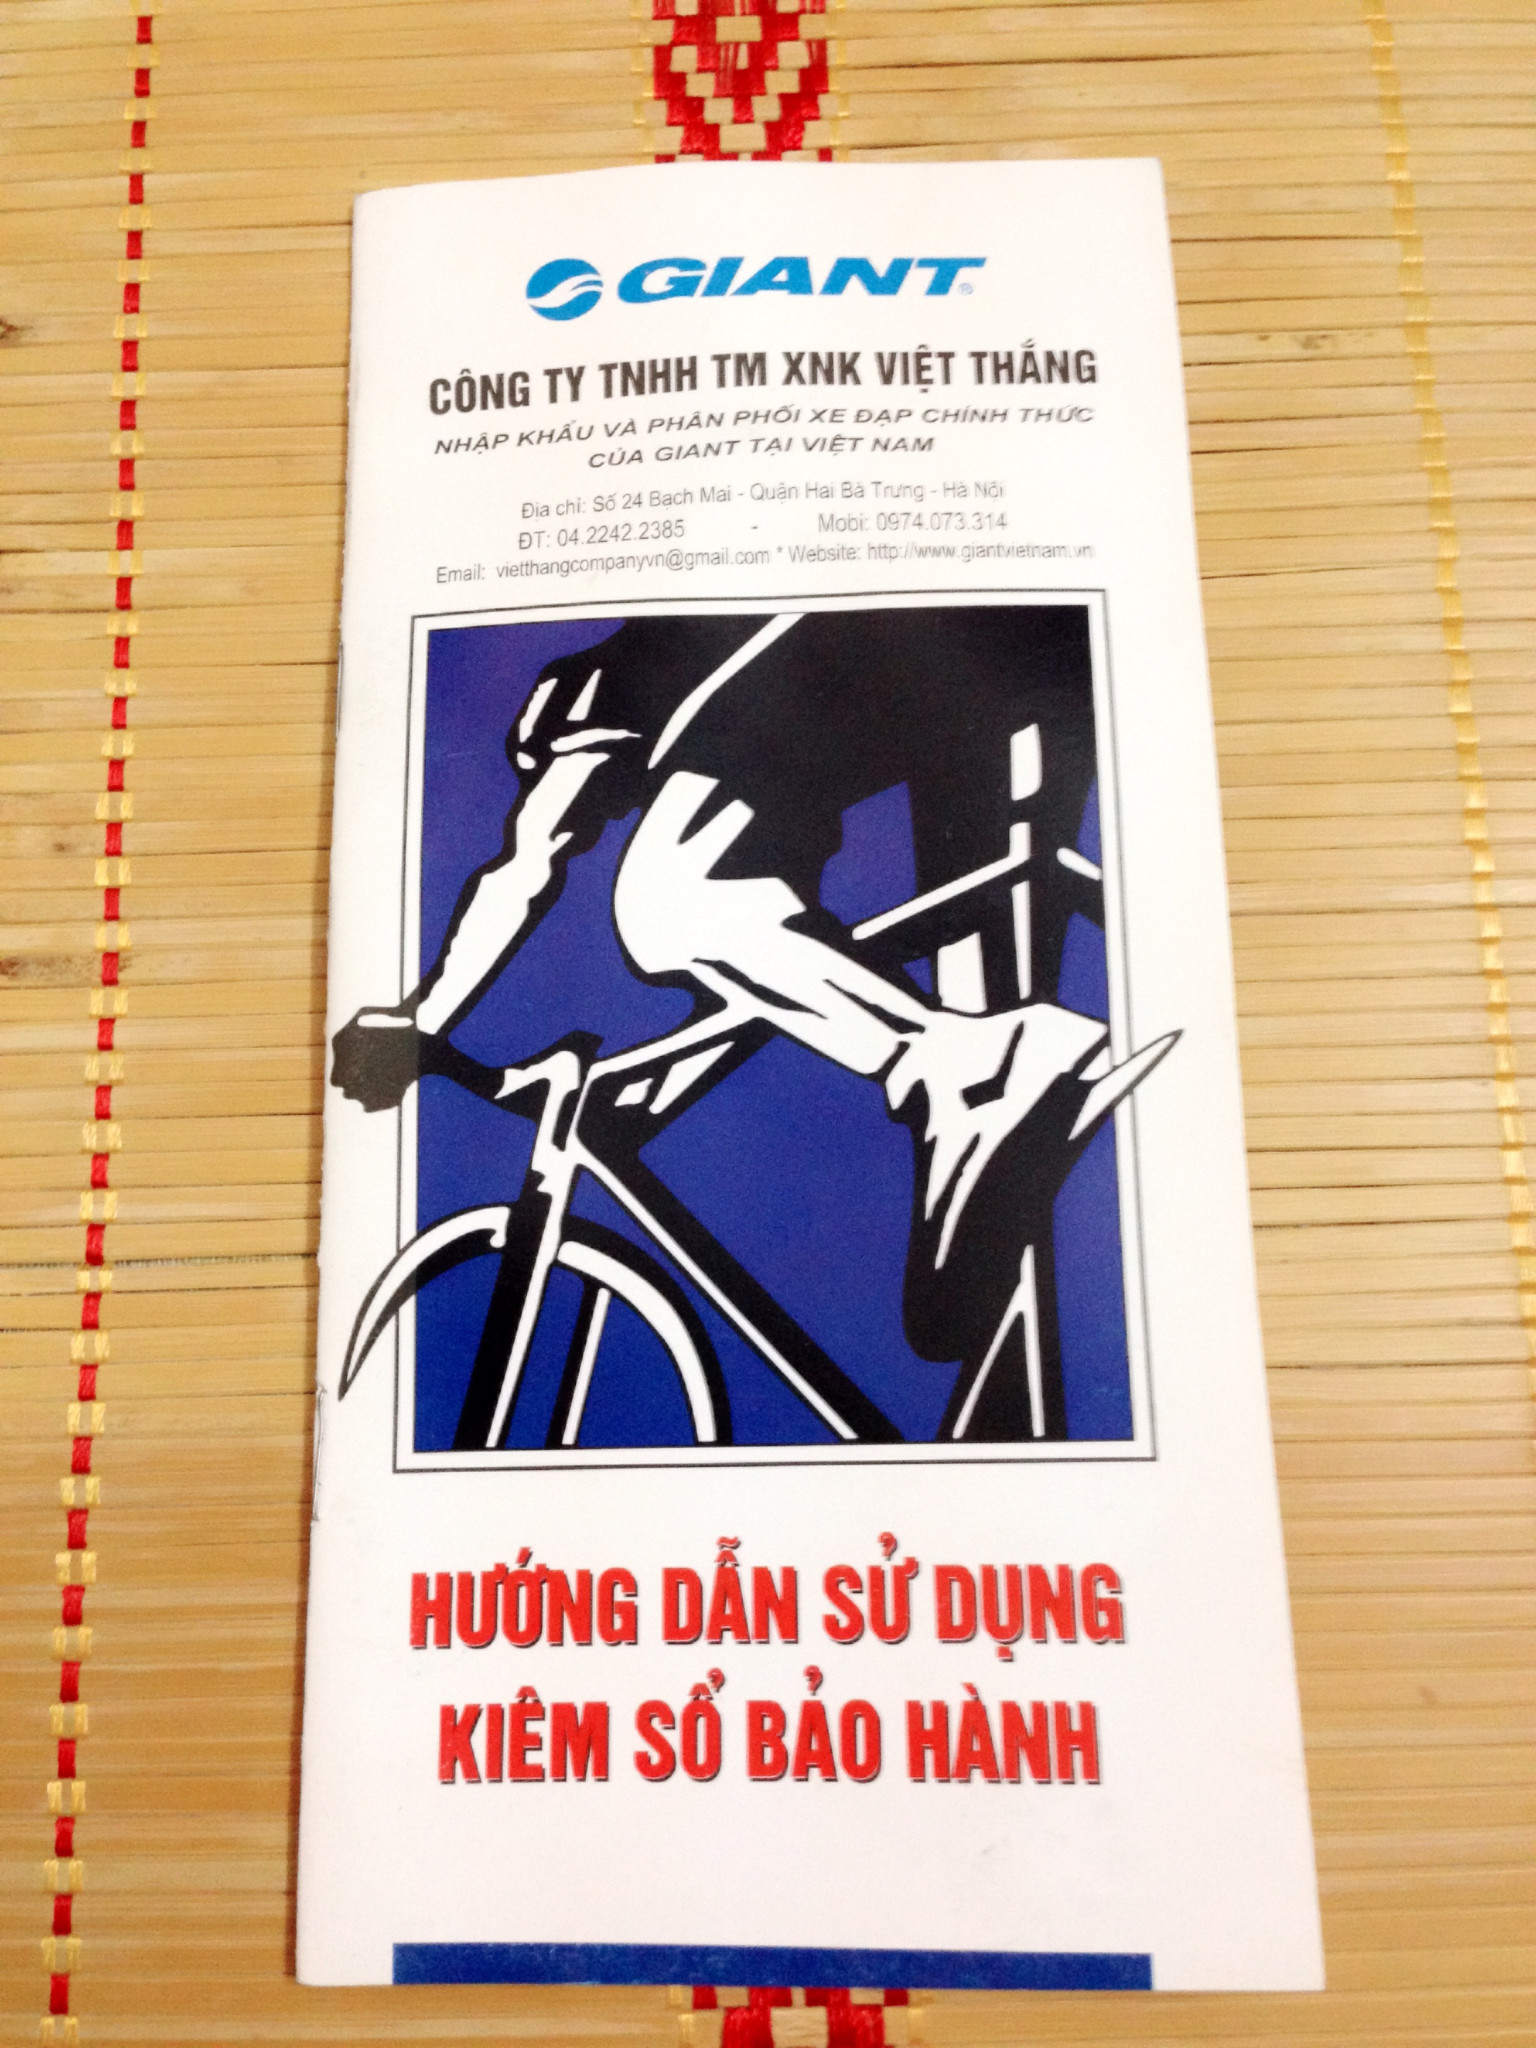 GIANT®
CÔNG TY TNHH TM XNK VIỆT THẮNG
NHẬP KHẨU VÀ PHÂN PHỐI XE ĐẠP CHÍNH THỨC
CỦA GIANT TẠI VIỆT NAM
Địa chỉ: Số 24 Bạch Mai - Quận Hai Bà Trưng - Hà Nội
ĐT: 04.2242.2385 - Mobi: 0974.073.314
Email: vietthangcompanyvn@gmail.com * Website: http://www.giantvietnam.vn
HƯỚNG DẪN SỬ DỤNG
KIÊM SỔ BẢO HÀNH